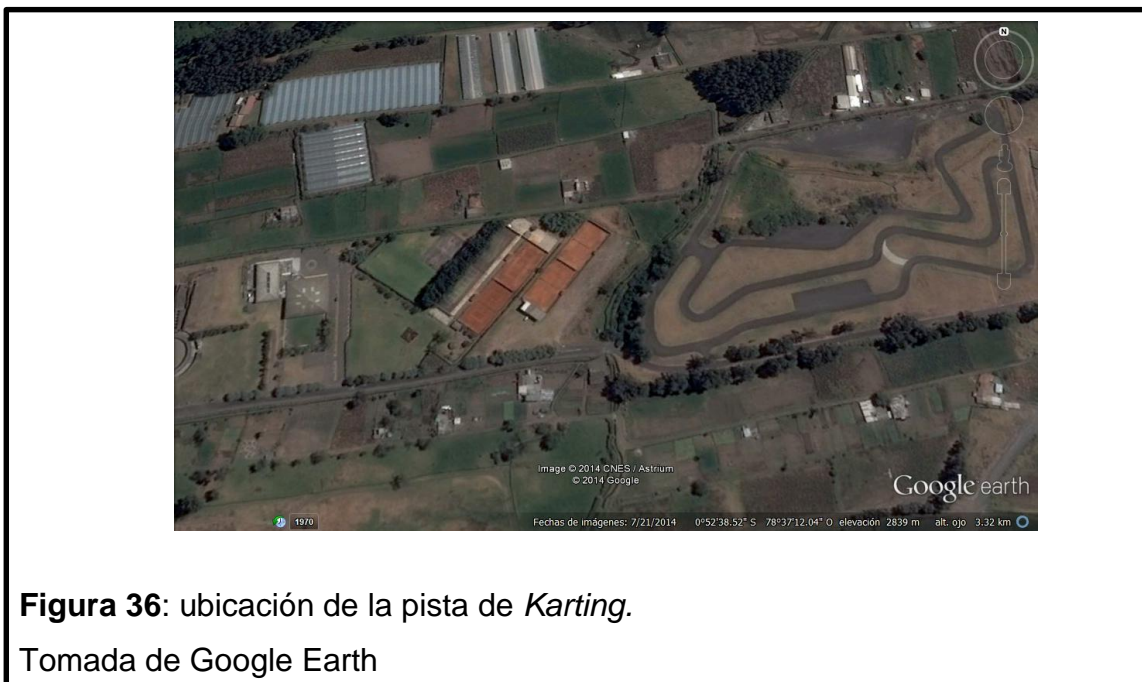 N
Image © 2014 CNES / Astrium
© 2014 Google
Google earth
1970
Fechas de imágenes: 7/21/2014 0°52'38.52" S 78°37'12.04" O elevación 2839 m alt. ojo 3.32 km
Figura 36: ubicación de la pista de Karting.
Tomada de Google Earth